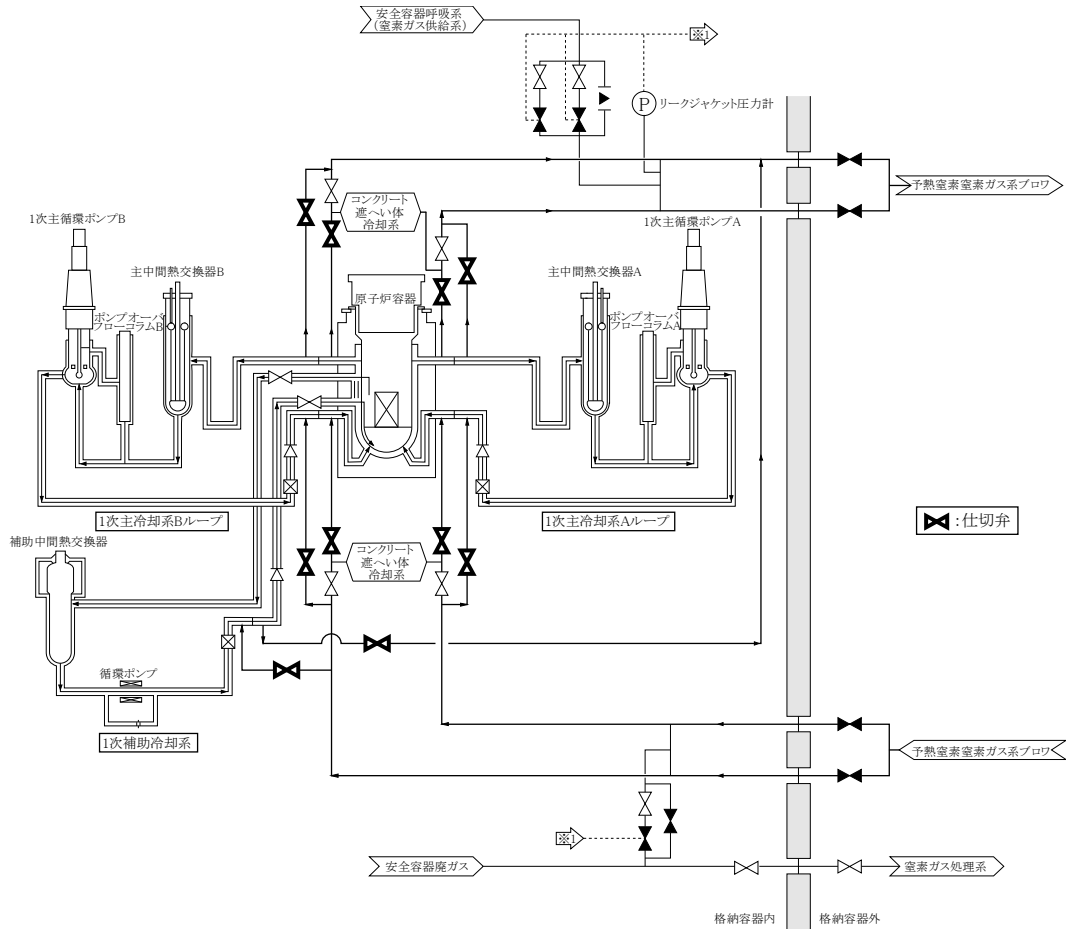 安全容器呼吸系
(窒素ガス供給系)
※1
P
リークジャケット圧力計
予熱窒素窒素ガス系ブロワ
コンクリート
遮へい体
冷却系
1次主循環ポンプB
1次主循環ポンプA
主中間熱交換器B
主中間熱交換器A
原子炉容器
ポンプオーバ
フローコラムB
ポンプオーバ
フローコラムA
1次主冷却系Bループ
1次主冷却系Aループ
:仕切弁
補助中間熱交換器
コンクリート
遮へい体
冷却系
循環ポンプ
1次補助冷却系
予熱窒素窒素ガス系ブロワ
※1
安全容器廃ガス
窒素ガス処理系
格納容器内
格納容器外